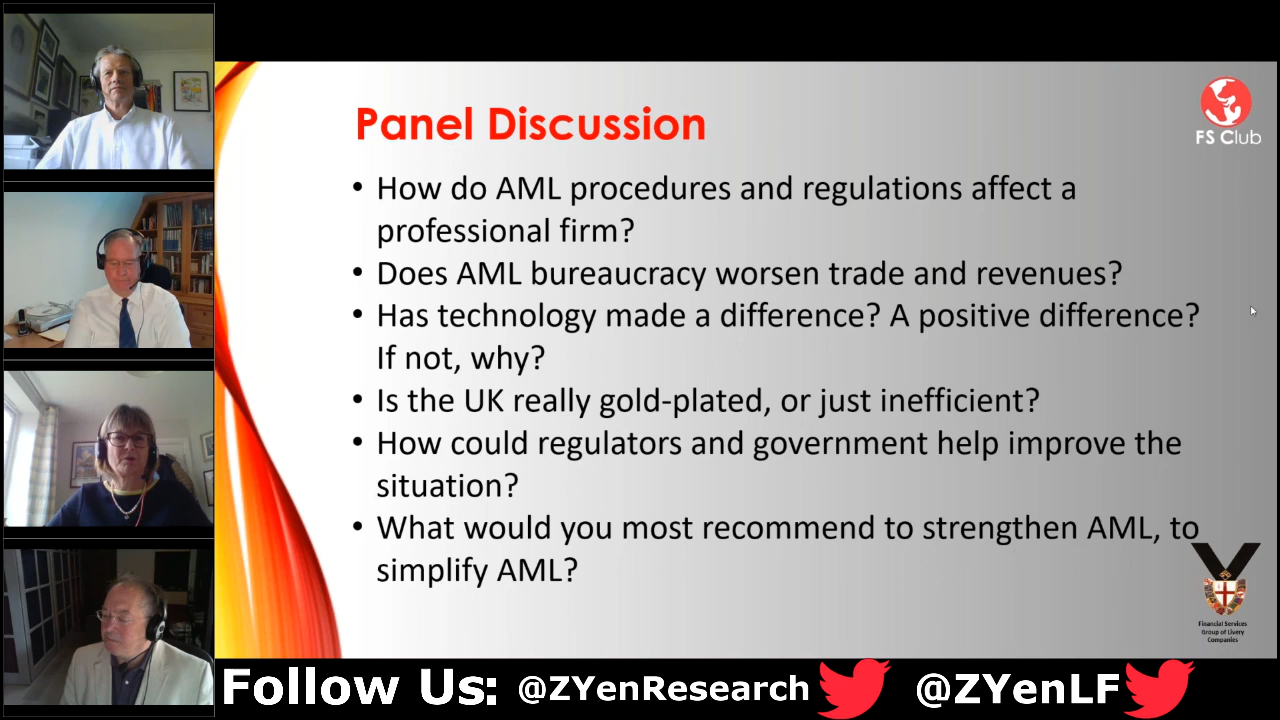 Panel Discussion
FS Club
• How do AML procedures and regulations affect a
professional firm?
• Does AML bureaucracy worsen trade and revenues?
• Has technology made a difference? A positive difference?
If not, why?
• Is the UK really gold-plated, or just inefficient?
• How could regulators and government help improve the
situation?
• What would you most recommend to strengthen AML, to
simplify AML?
Financial Services
Group of Livery
Companies
Follow Us: @ZYenResearch @ZYenLF